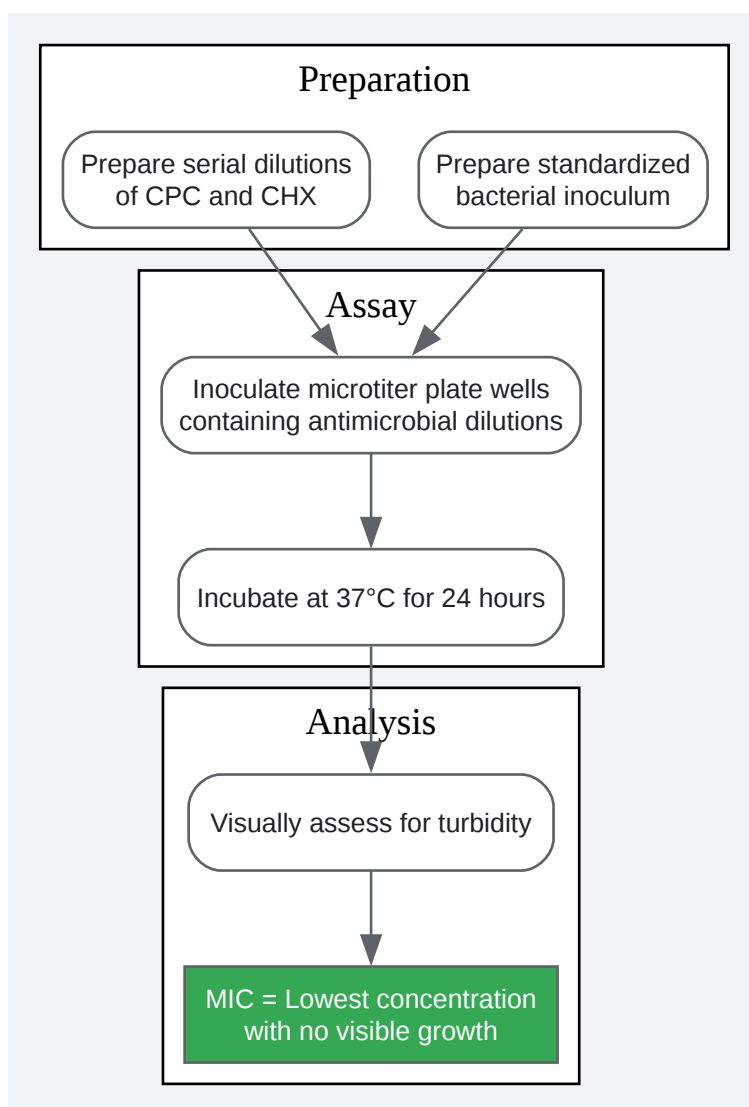 Preparation
Prepare serial dilutions
of CPC and CHX
Prepare standardized
bacterial inoculum
Assay
Inoculate microtiter plate wells
containing antimicrobial dilutions
Incubate at 37°C for 24 hours
Analysis
Visually assess for turbidity
MIC = Lowest concentration
with no visible growth